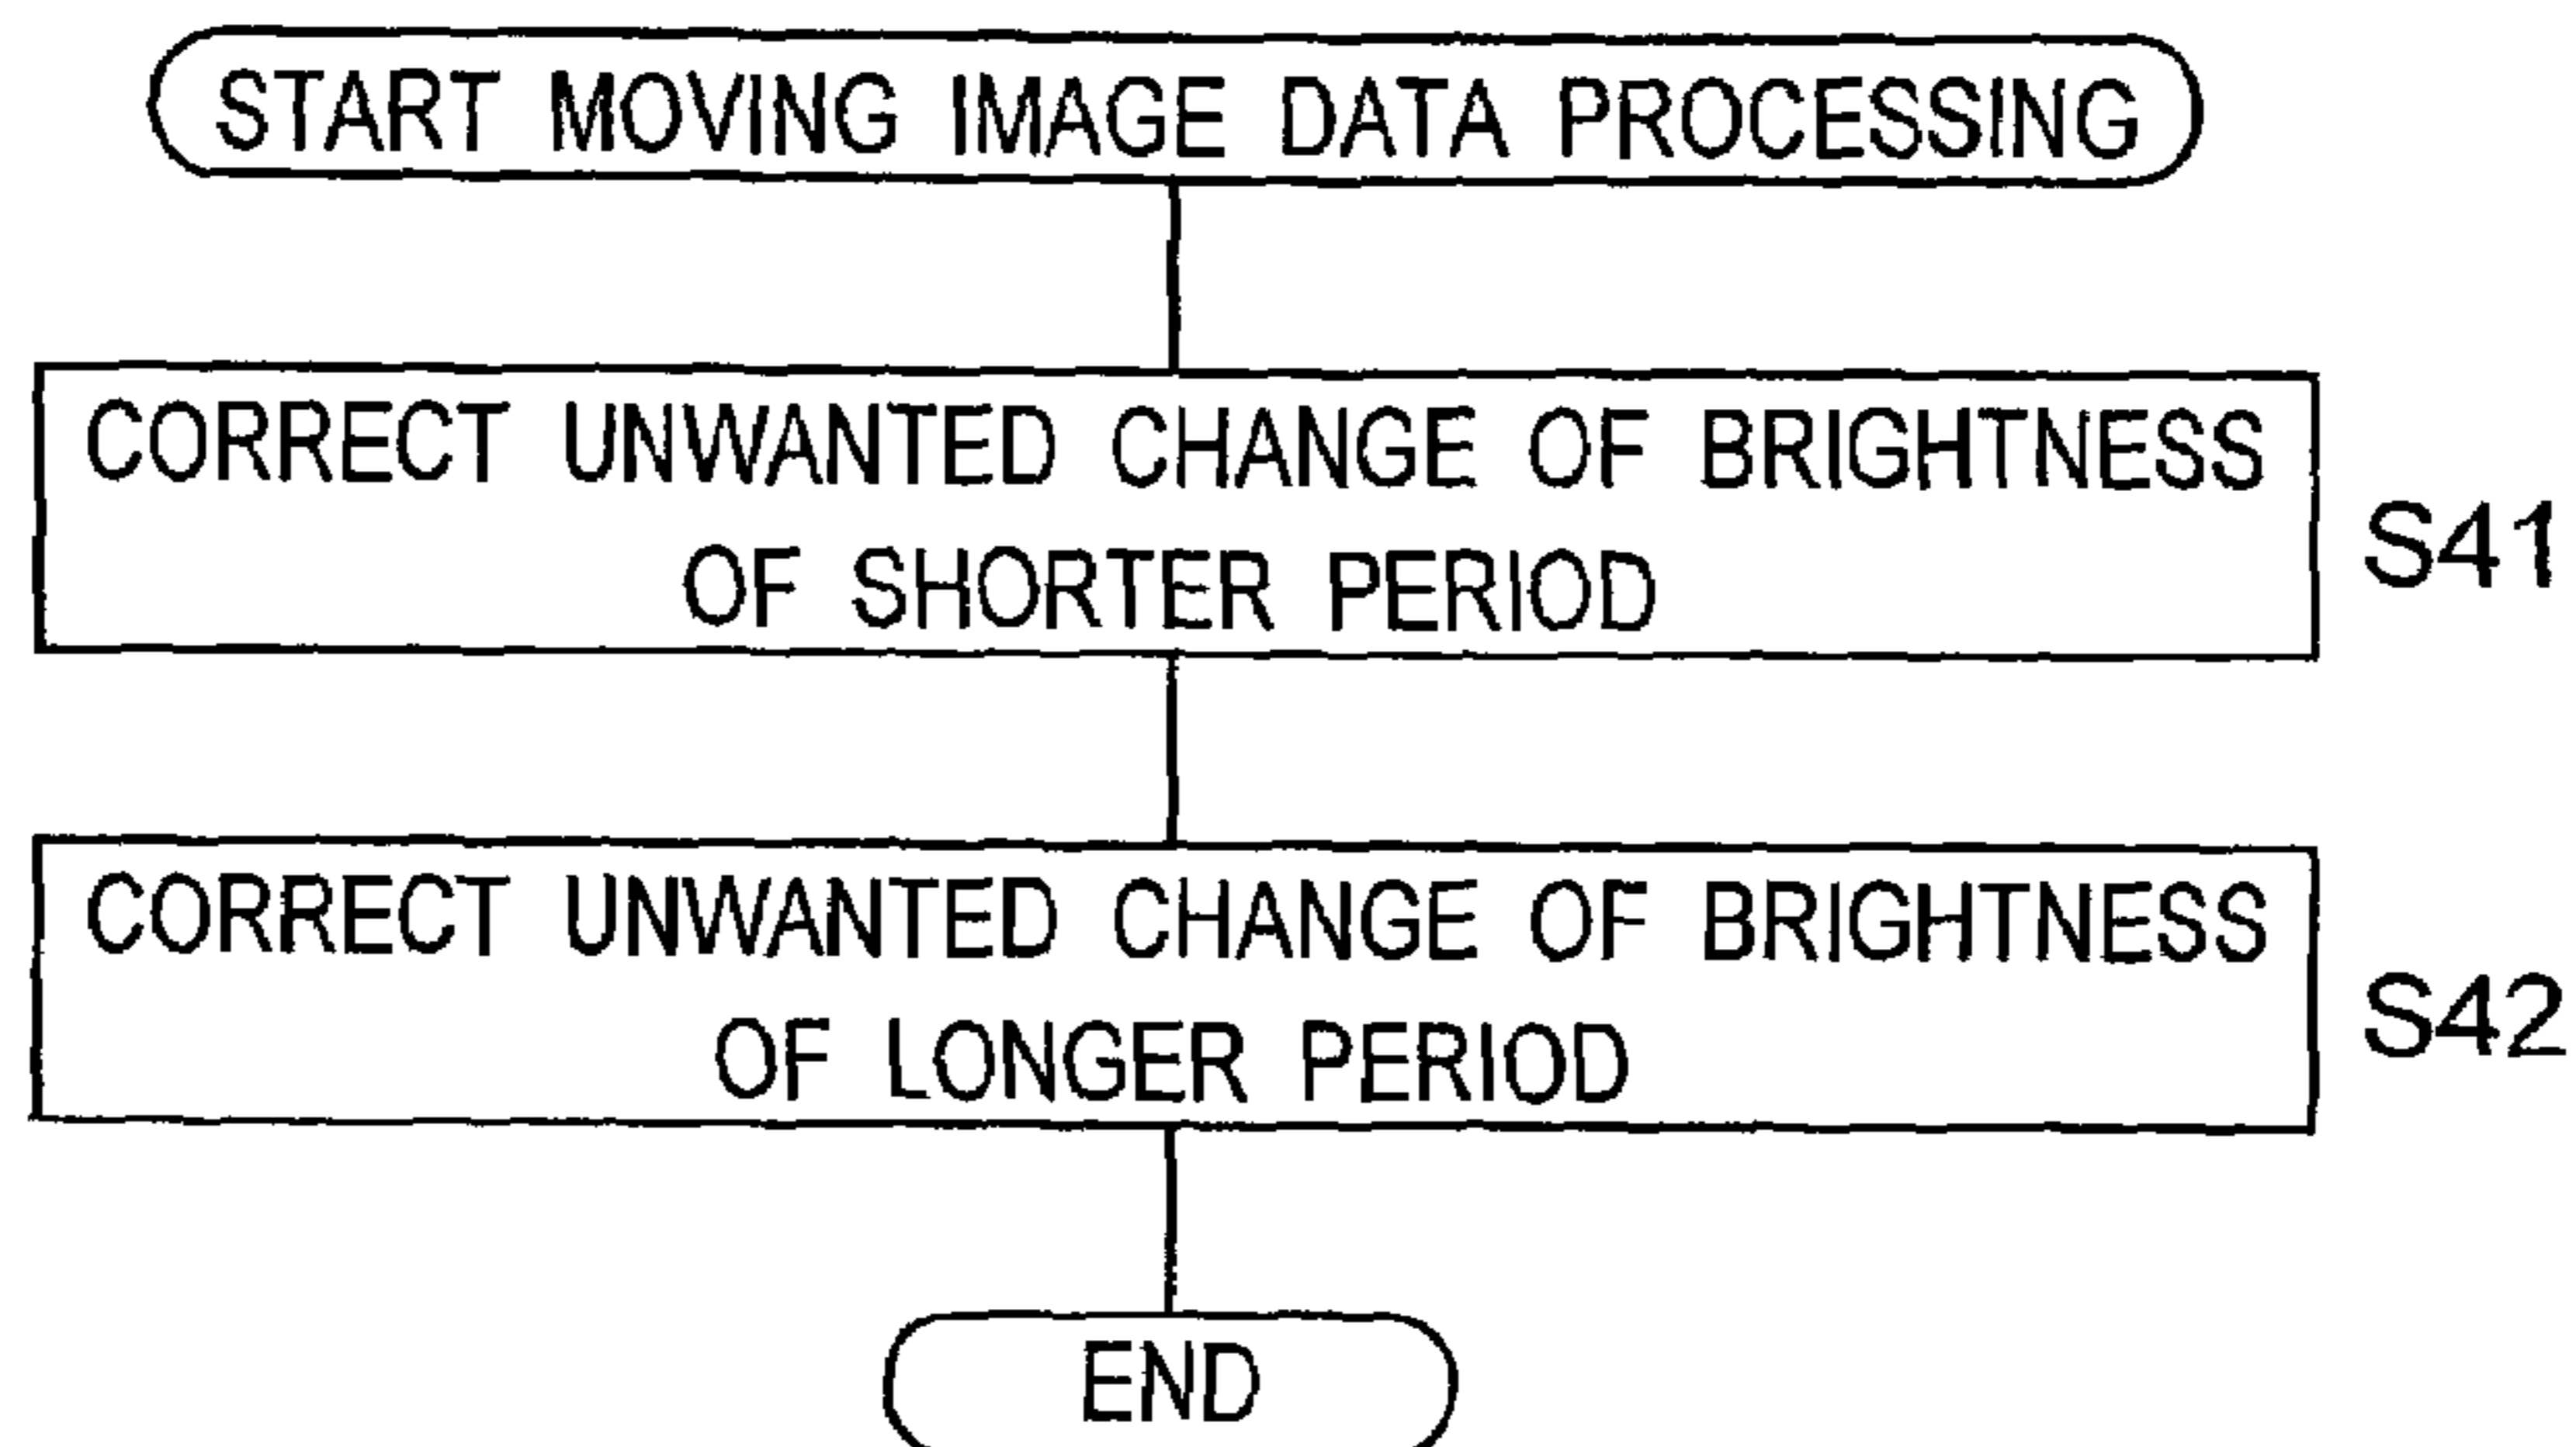 START MOVING IMAGE DATA PROCESSING
CORRECT UNWANTED CHANGE OF BRIGHTNESS
OF SHORTER PERIOD
S41
CORRECT UNWANTED CHANGE OF BRIGHTNESS
OF LONGER PERIOD
S42
END